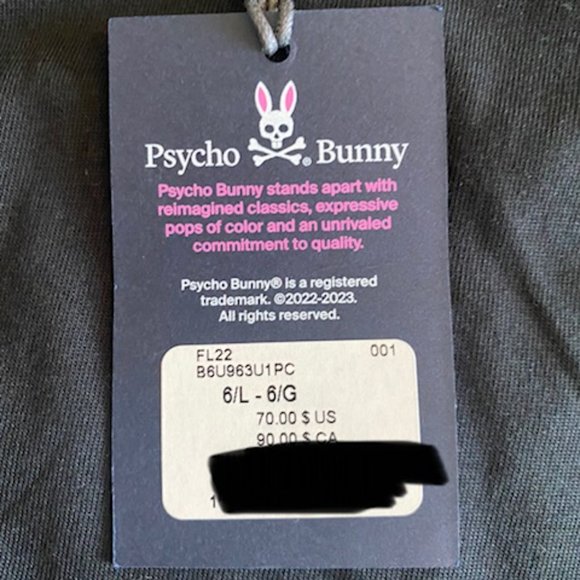 Psycho ® Bunny
Psycho Bunny stands apart with
reimagined classics, expressive
pops of color and an unrivaled
commitment to quality.
Psycho Bunny® is a registered
trademark. ©2022-2023.
All rights reserved.
FL22 001
B6U963U1PC
6/L - 6/G
70.00 $ US
90.00 $ CA
1